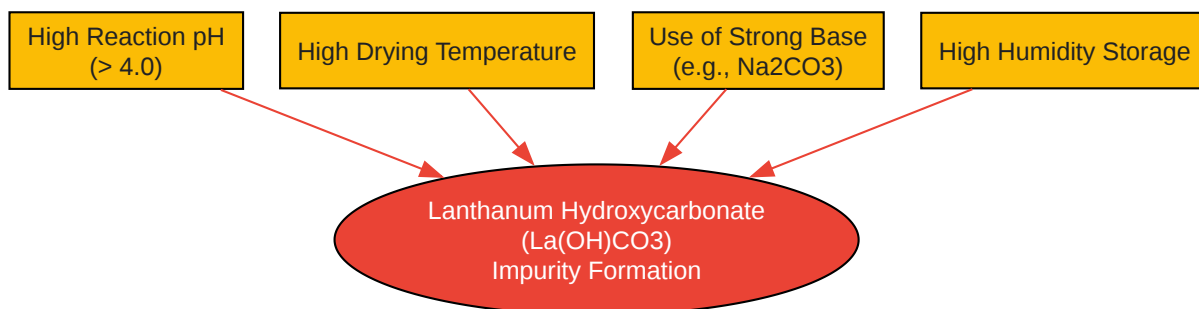 High Reaction pH
(> 4.0)
High Drying Temperature
Use of Strong Base
(e.g., Na2CO3)
High Humidity Storage
Lanthanum Hydroxycarbonate
(La(OH)CO3)
Impurity Formation